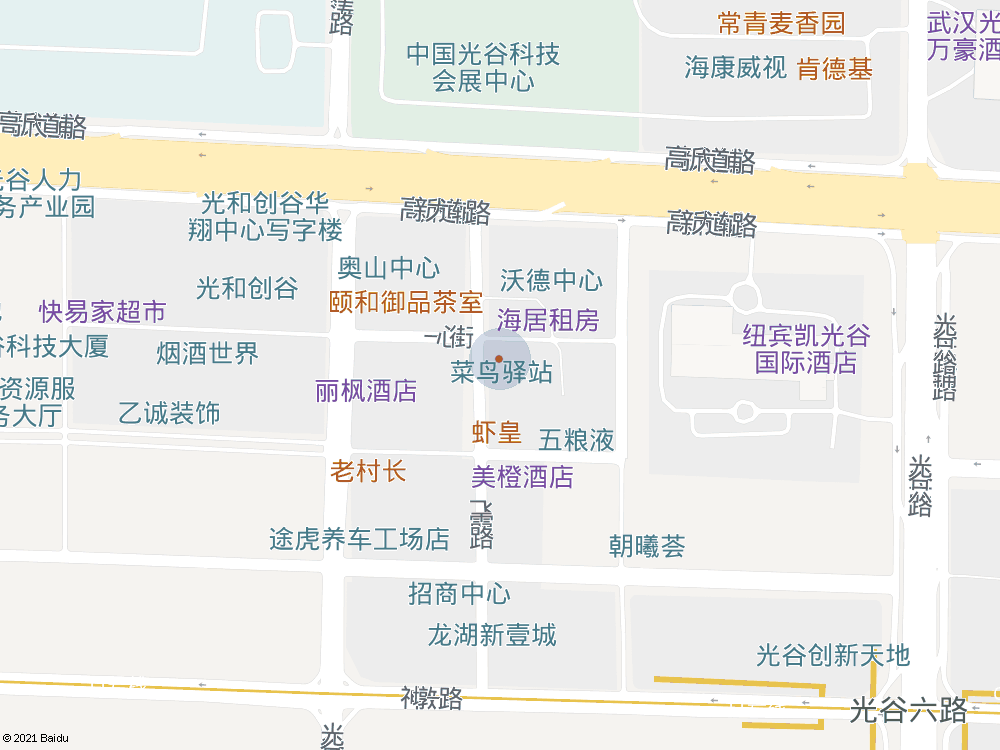 常青麦香园
武汉光
万豪酒
中国光谷科技
会展中心
海康威视
肯德基
谷人力
务产业园
光和创谷华
翔中心写字楼
奥山中心
沃德中心
光和创谷
颐和御品茶室
快易家超市
海居租房
一心街
纽宾凯光谷
国际酒店
科技大厦
烟酒世界
菜鸟驿站
资源服
务大厅
丽枫酒店
乙诚装饰
虾皇
五粮液
老村长
美橙酒店
途虎养车工场店
朝曦荟
招商中心
龙湖新壹城
光谷创新天地
神墩路
光谷六路
© 2021 Baidu